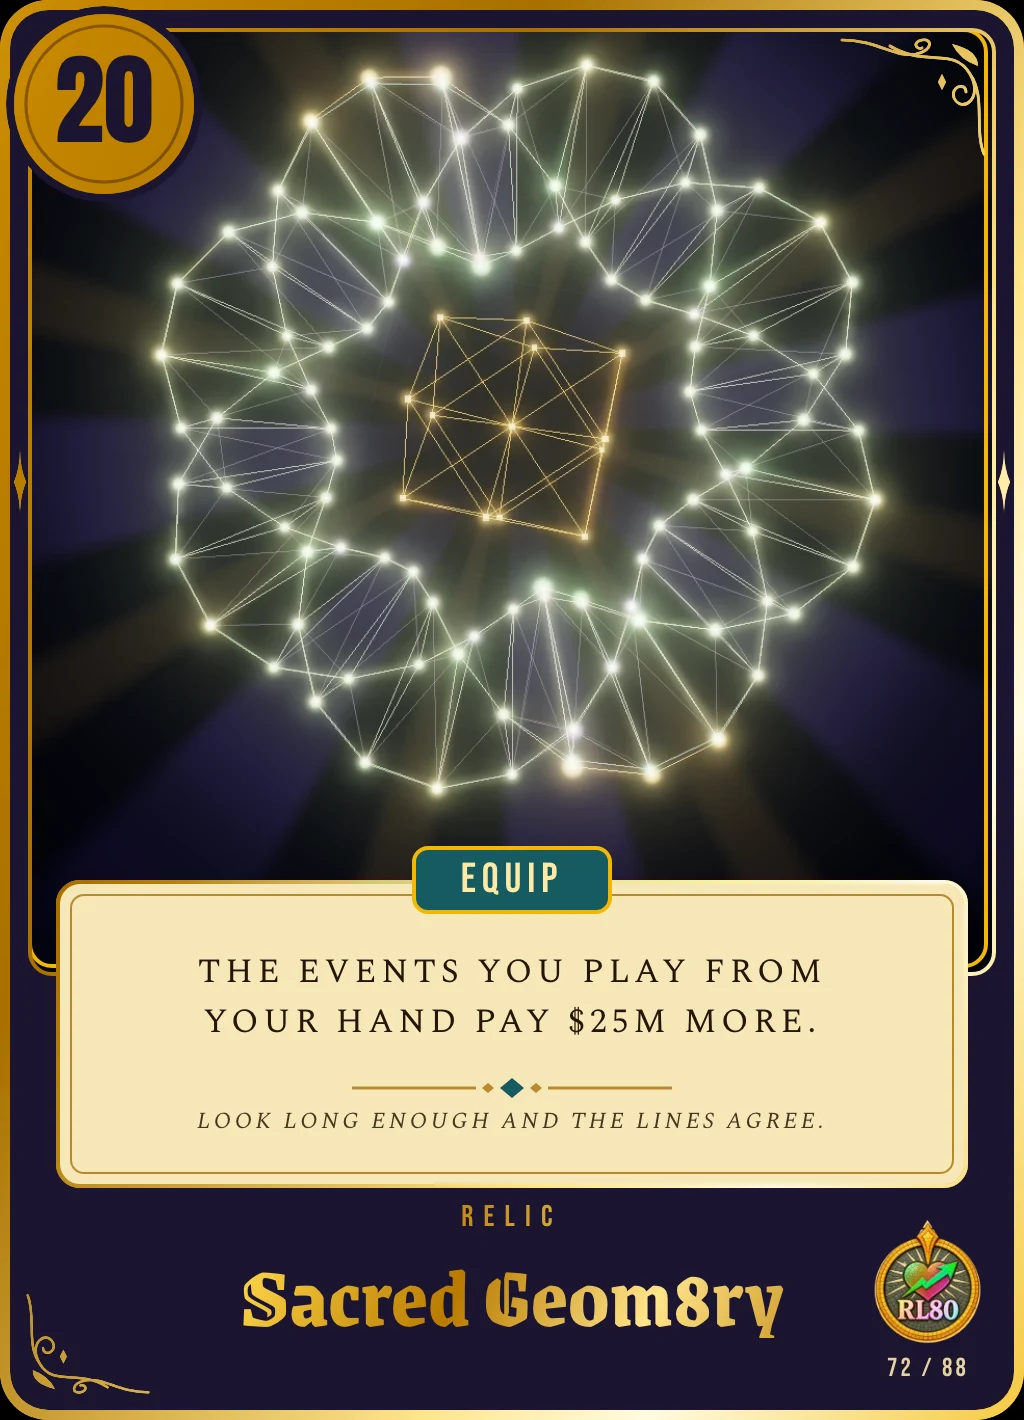 20
EQUIP
THE EVENTS YOU PLAY FROM
YOUR HAND PAY $25M MORE.
LOOK LONG ENOUGH AND THE LINES AGREE.
RELIC
Sacred Geom8ry
RL80
72 / 88